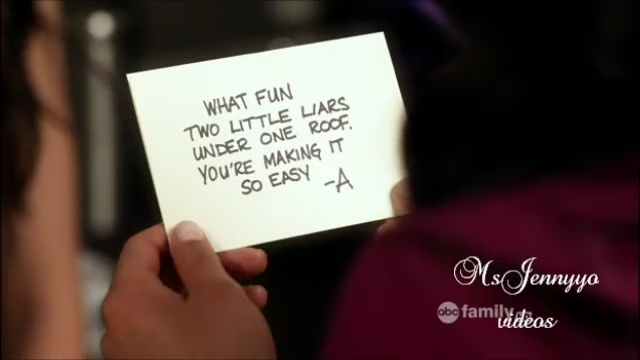 WHAT FUN
TWO LITTLE LIARS
UNDER ONE ROOF.
YOU'RE MAKING IT
SO EASY -A
MsJennyyo
abc family
videos